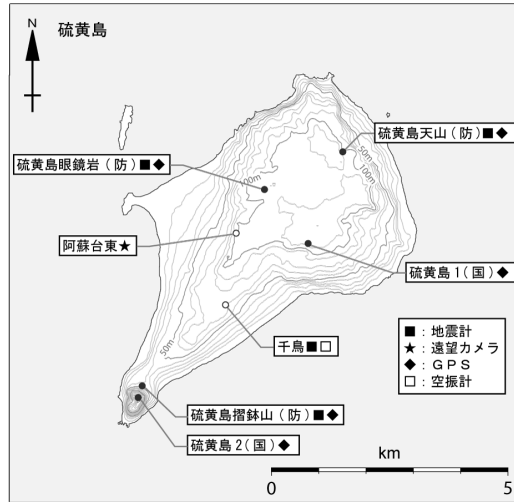 硫黄島
N
硫黄島天山(防)■◆
硫黄島眼鏡岩(防)■◆
50m
100m
100m
阿蘇台東★
硫黄島1(国)◆
千鳥■□
50m
■:地震計
★:遠望カメラ
◆:GPS
□:空振計
硫黄島摺鉢山(防)■◆
硫黄島2(国)◆
km
0 5